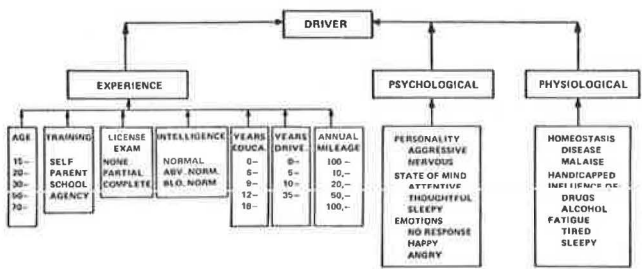 DRIVER
EXPERIENCE
PSYCHOLOGICAL
PHYSIOLOGICAL
AGE
15-
20-
30-
50-
70-
TRAINING
SELF
PARENT
SCHOOL
AGENCY
LICENSE
EXAM
NONE
PARTIAL
COMPLETE
INTELLIGENCE
NORMAL
ABV. NORM.
BLO. NORM
YEARS
EDUCA.
0-
6-
9-
12-
18-
YEARS
DRIVE.
0-
5-
10-
35-
ANNUAL
MILEAGE
100-
10,-
20,-
50,-
100,-
PERSONALITY
AGGRESSIVE
NERVOUS
STATE OF MIND
ATTENTIVE
THOUGHTFUL
SLEEPY
EMOTIONS
NO RESPONSE
HAPPY
ANGRY
HOMEOSTASIS
DISEASE
MALAISE
HANDICAPPED
INFLUENCE OF
DRUGS
ALCOHOL
FATIGUE
TIRED
SLEEPY